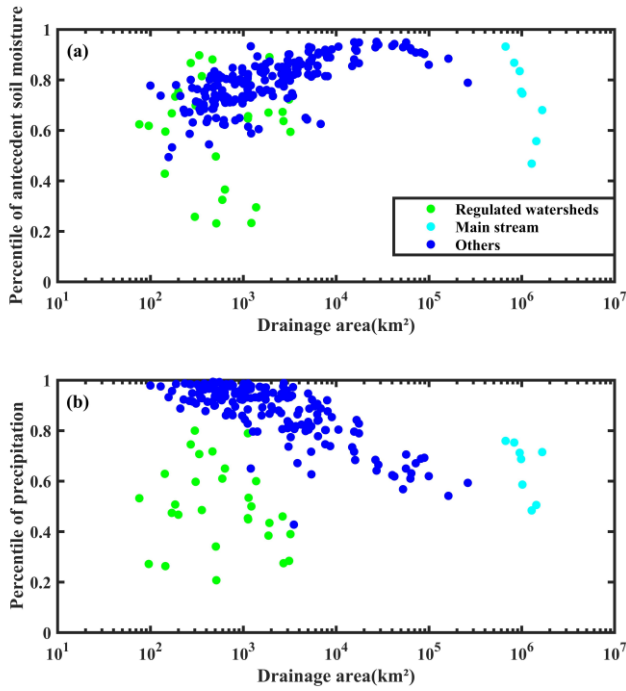 Percentile of antecedent soil moisture
(a)
1
0.8
0.6
0.4
0.2
0
Regulated watersheds
Main stream
Others
10¹ 10² 10³ 10⁴ 10⁵ 10⁶ 10⁷
Drainage area(km²)
Percentile of precipitation
(b)
1
0.8
0.6
0.4
0.2
0
10¹ 10² 10³ 10⁴ 10⁵ 10⁶ 10⁷
Drainage area(km²)